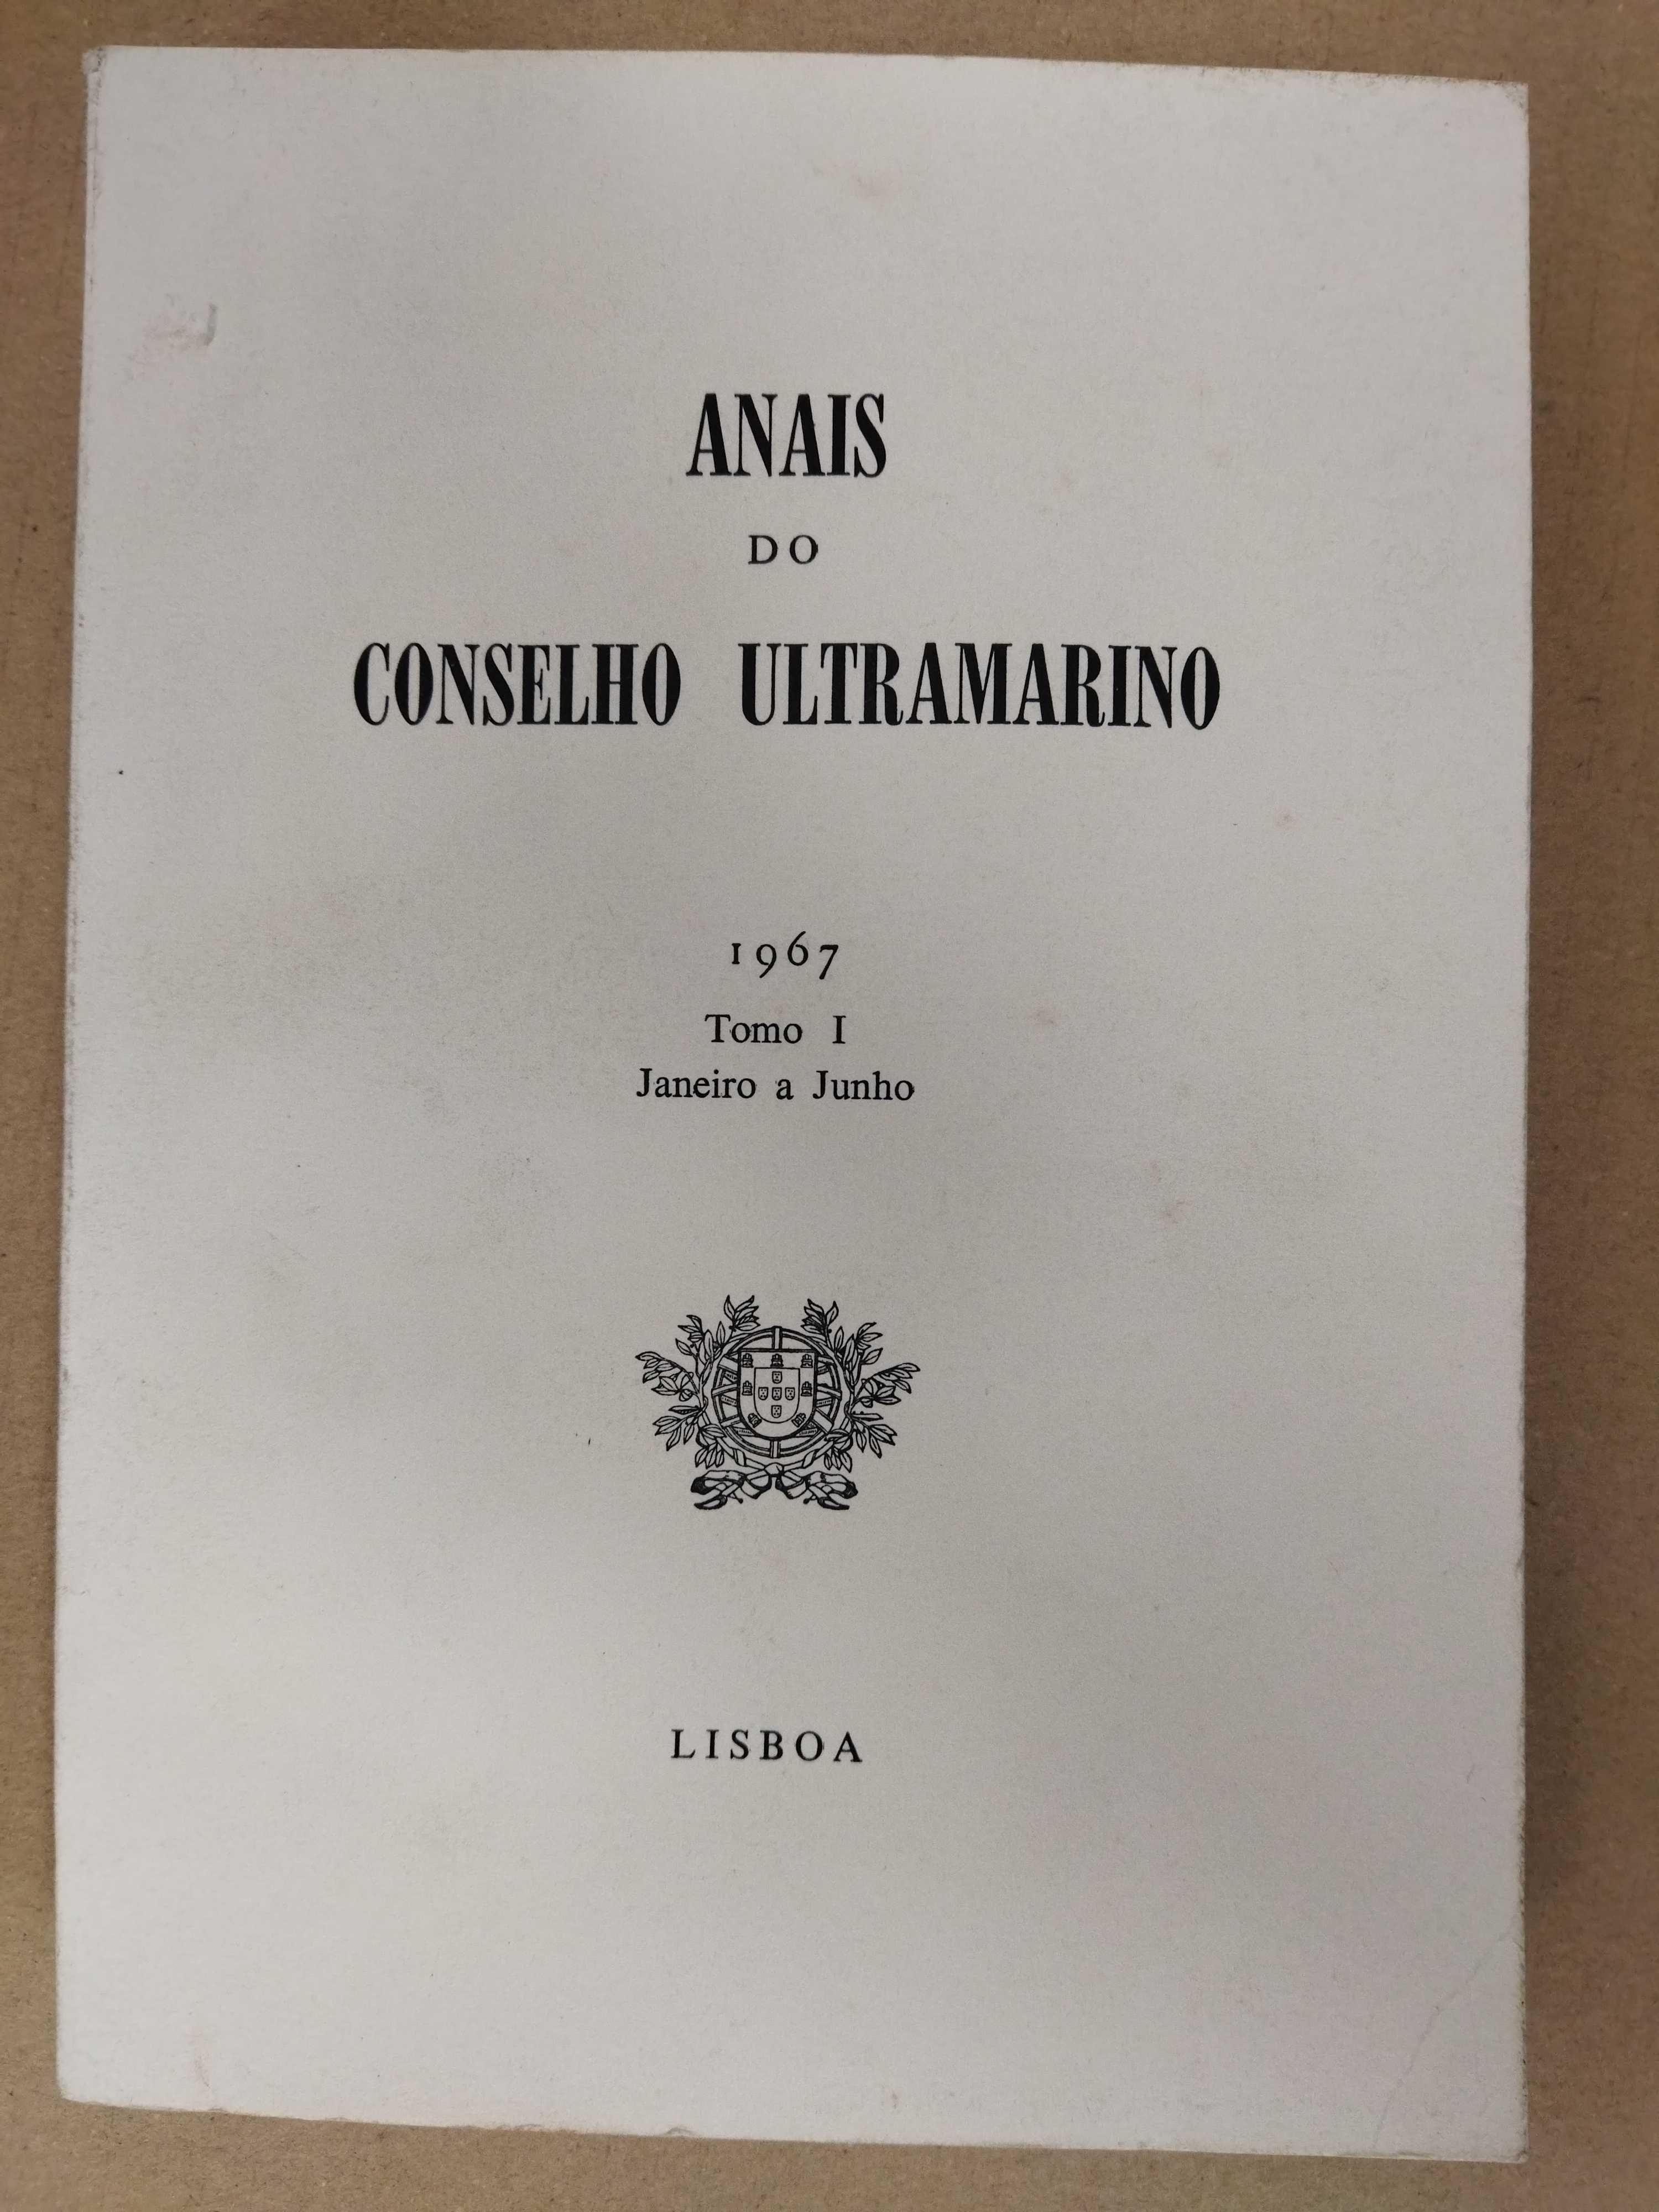 ANAIS
DO
CONSELHO ULTRAMARINO
1967
Tomo I
Janeiro a Junho
LISBOA